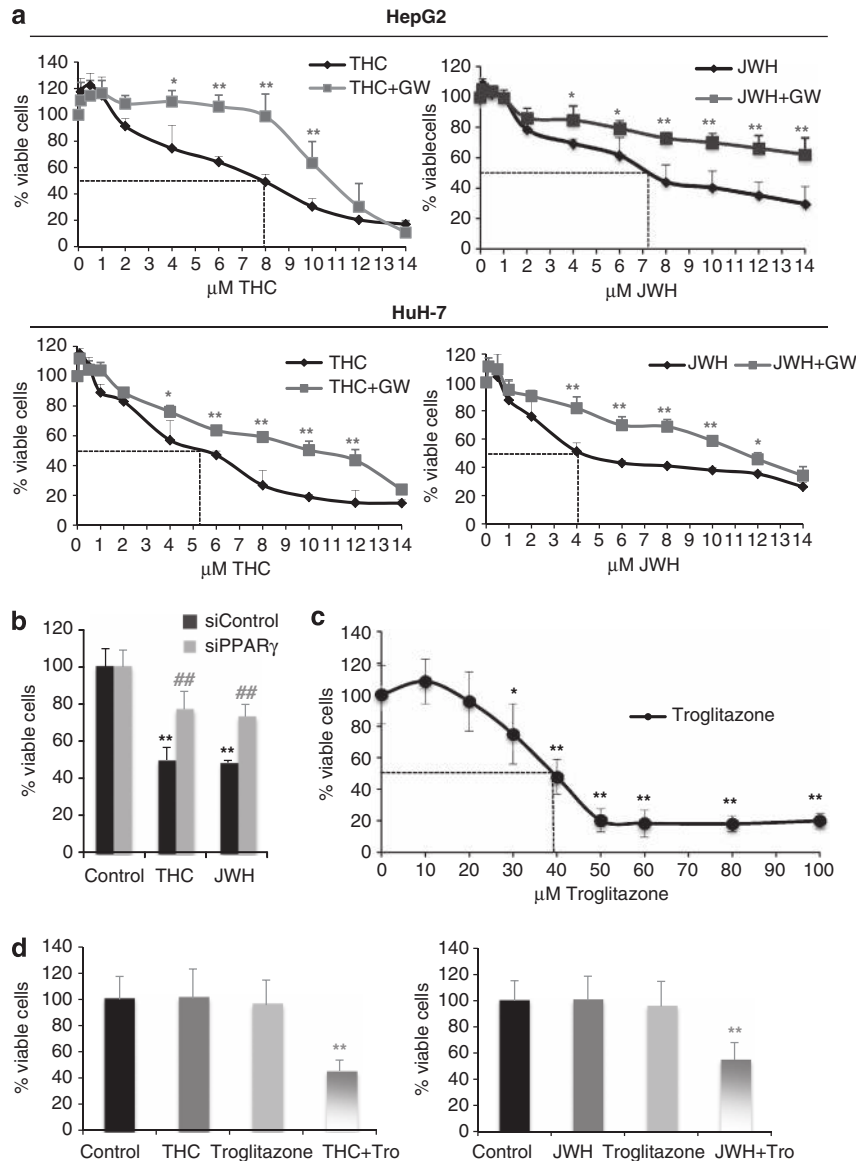 a
HepG2
% viable cells
140
120
100
80
60
40
20
0
THC
THC+GW
* ** ** **
0 1 2 3 4 5 6 7 8 9 10 11 12 13 14
μM THC
% viablecells
120
100
80
60
40
20
0
JWH
JWH+GW
* * ** ** ** **
0 1 2 3 4 5 6 7 8 9 10 11 12 13 14
μM JWH
HuH-7
% viable cells
120
100
80
60
40
20
0
THC
THC+GW
* ** ** ** **
0 1 2 3 4 5 6 7 8 9 10 11 12 13 14
μM THC
% viable cells
120
100
80
60
40
20
0
JWH JWH+GW
** ** ** ** *
0 1 2 3 4 5 6 7 8 9 10 11 12 13 14
μM JWH
b
% viable cells
120
100
80
60
40
20
0
siControl
siPPARγ
** ## ** ##
Control THC JWH
c
% viable cells
140
120
100
80
60
40
20
0
Troglitazone
* ** ** ** ** **
0 10 20 30 40 50 60 70 80 90 100
μM Troglitazone
d
% viable cells
140
120
100
80
60
40
20
0
**
Control THC Troglitazone THC+Tro
% viable cells
140
120
100
80
60
40
20
0
**
Control JWH Troglitazone JWH+Tro